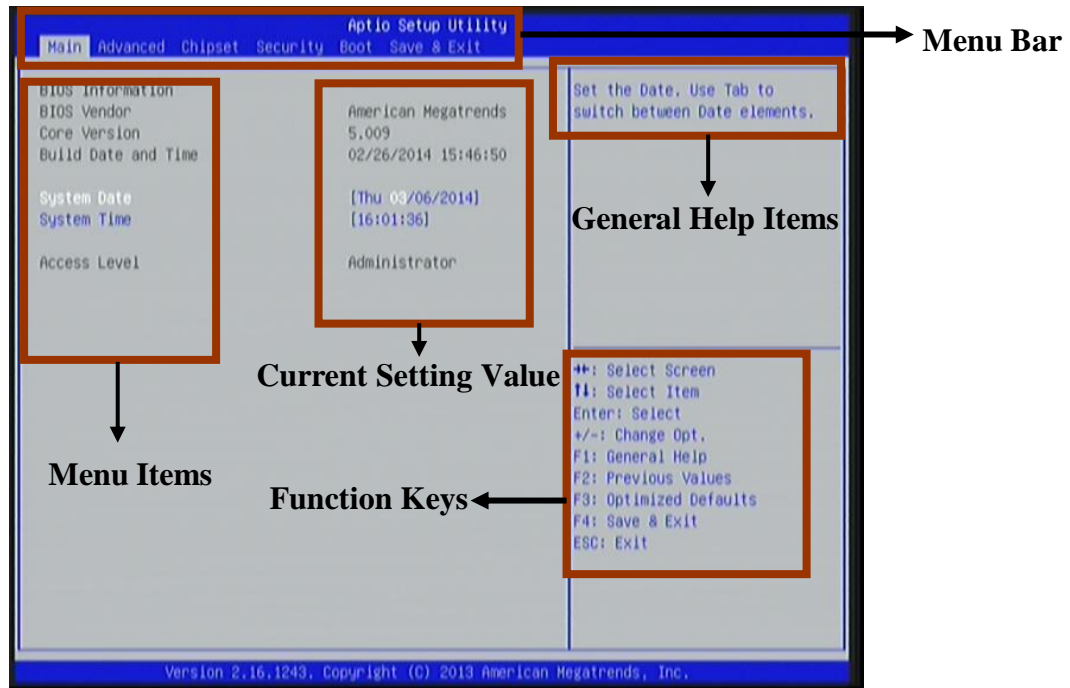 Aptio Setup Utility
Main Advanced Chipset Security Boot Save & Exit
Menu Bar
BIOS Information
BIOS Vendor American Megatrends
Core Version 5.009
Build Date and Time 02/26/2014 15:46:50
System Date [Thu 03/06/2014]
System Time [16:01:36]
Access Level Administrator
Set the Date. Use Tab to
switch between Date elements.
General Help Items
Current Setting Value
Menu Items
Function Keys
→←: Select Screen
↑↓: Select Item
Enter: Select
+/-: Change Opt.
F1: General Help
F2: Previous Values
F3: Optimized Defaults
F4: Save & Exit
ESC: Exit
Version 2.16.1243. Copyright (C) 2013 American Megatrends, Inc.